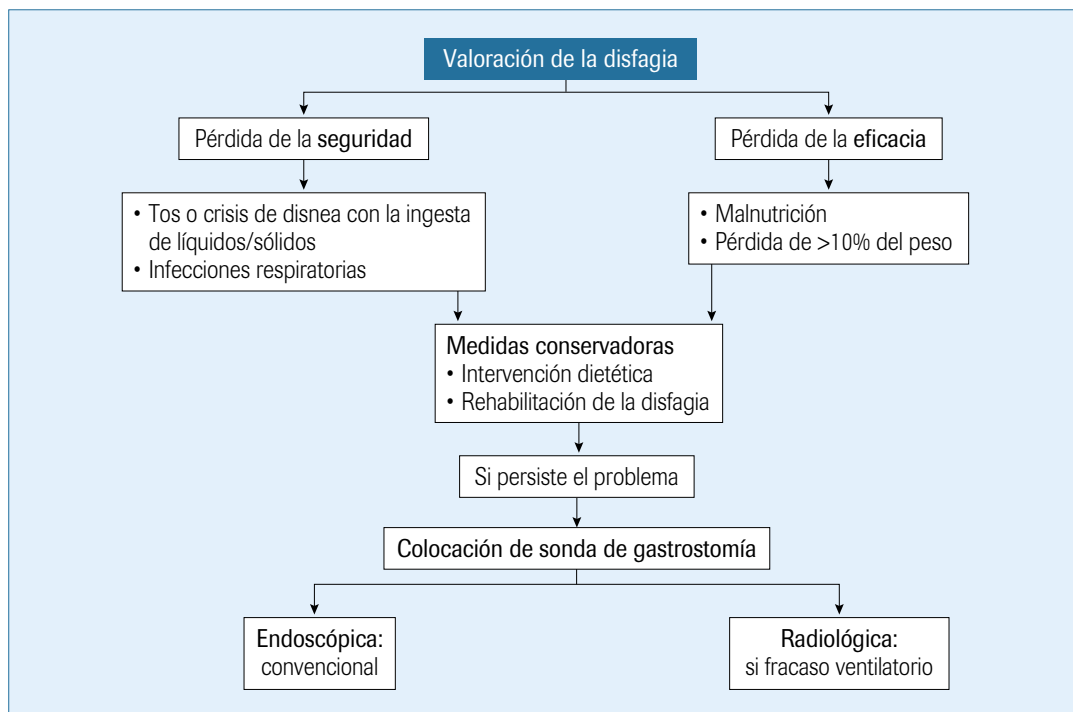 Valoración de la disfagia
Pérdida de la seguridad
Pérdida de la eficacia
• Tos o crisis de disnea con la ingesta
de líquidos/sólidos
• Infecciones respiratorias
• Malnutrición
• Pérdida de >10% del peso
Medidas conservadoras
• Intervención dietética
• Rehabilitación de la disfagia
Si persiste el problema
Colocación de sonda de gastrostomía
Endoscópica:
convencional
Radiológica:
si fracaso ventilatorio